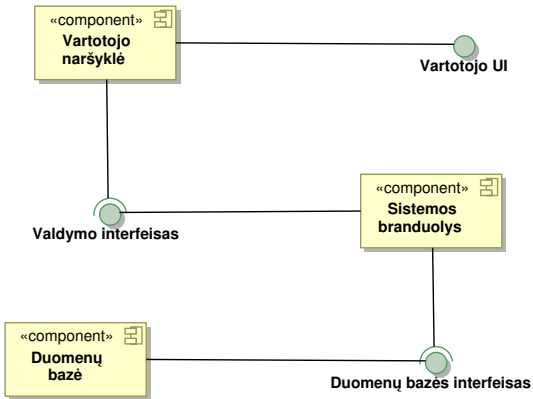 «component»
Vartotojo
naršyklė
Vartotojo UI
«component»
Sistemos
branduolys
Valdymo interfeisas
«component»
Duomenų
bazė
Duomenų bazės interfeisas